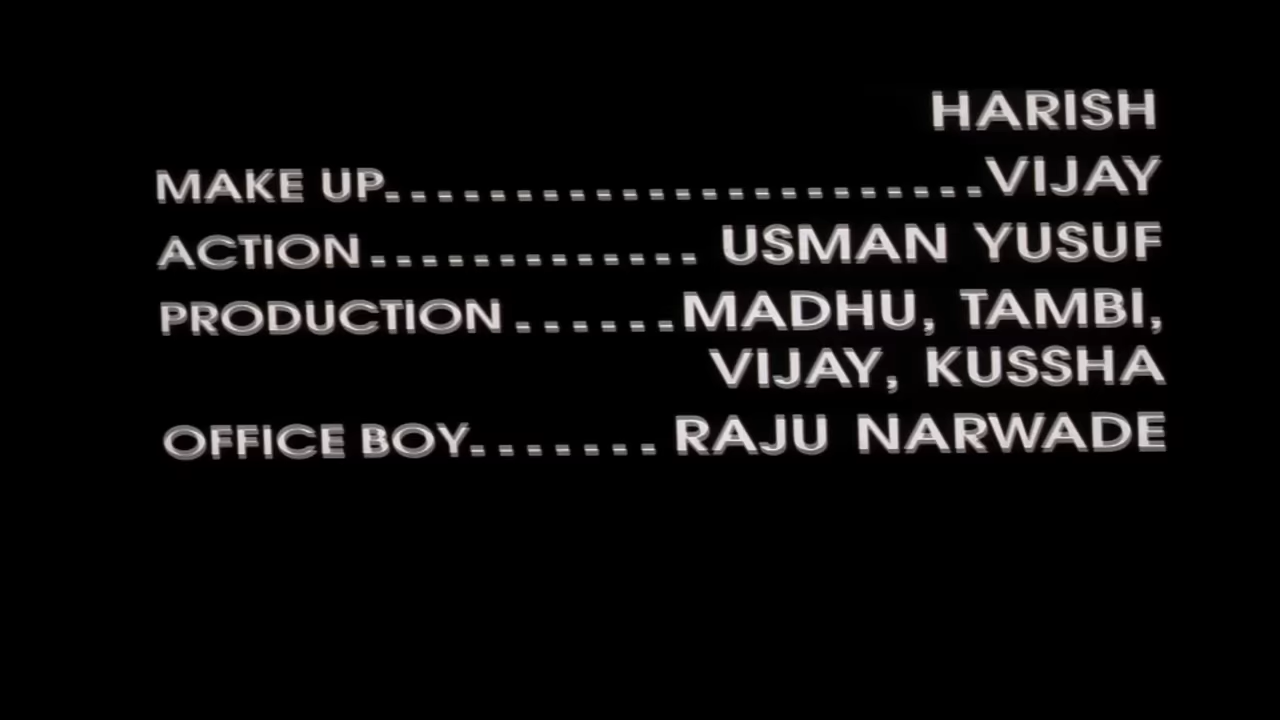 HARISH
MAKE UP.......................VIJAY
ACTION............. USMAN YUSUF
PRODUCTION ......MADHU, TAMBI,
VIJAY, KUSSHA
OFFICE BOY....... RAJU NARWADE